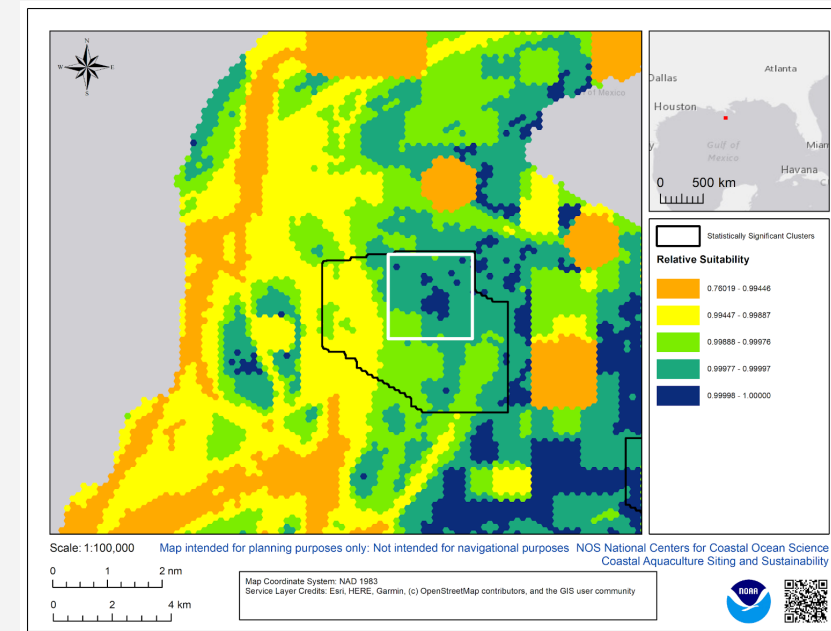 N
W E
S
of Mexico
Dallas
Atlanta
Houston
Gulf of
Mexico
Miam
Havana
0 500 km
Statistically Significant Clusters
Relative Suitability
0.76019 - 0.99446
0.99447 - 0.99887
0.99888 - 0.99976
0.99977 - 0.99997
0.99998 - 1.00000
Scale: 1:100,000
Map intended for planning purposes only: Not intended for navigational purposes
NOS National Centers for Coastal Ocean Science
Coastal Aquaculture Siting and Sustainability
0 1 2 nm
0 2 4 km
Map Coordinate System: NAD 1983
Service Layer Credits: Esri, HERE, Garmin, (c) OpenStreetMap contributors, and the GIS user community
NOAA